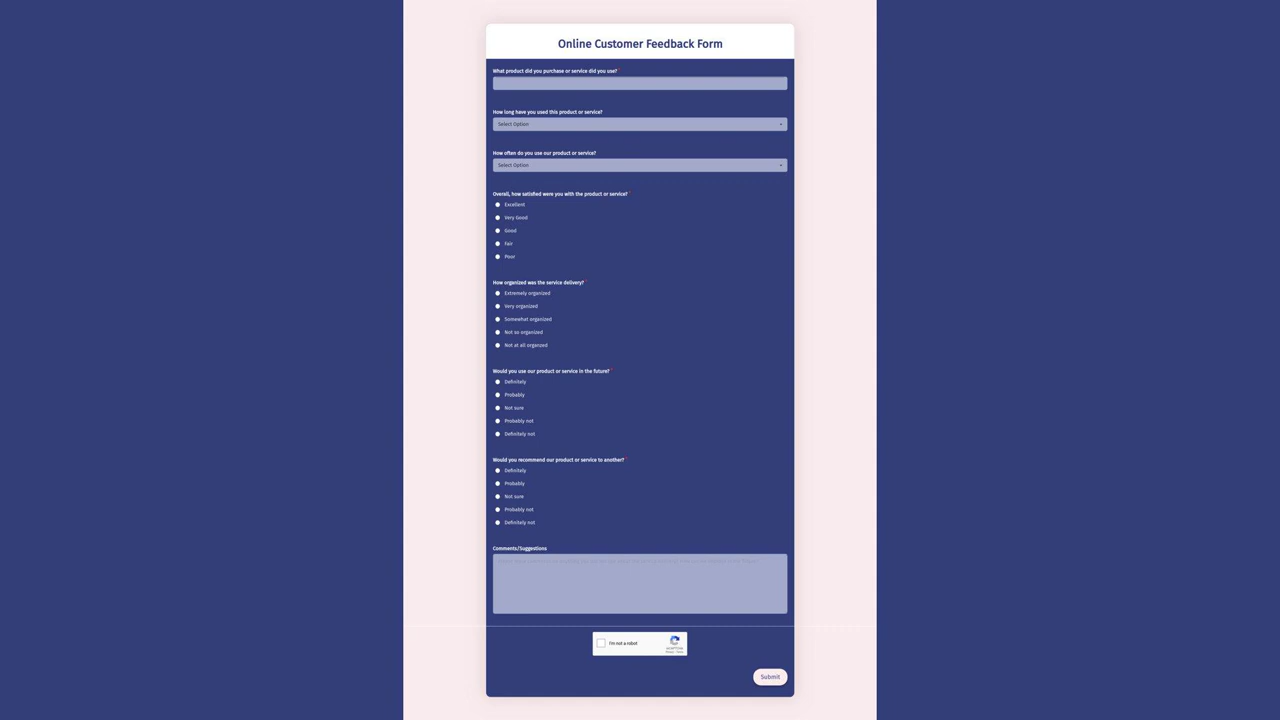 Online Customer Feedback Form
What product did you purchase or service did you use? *
How long have you used this product or service?
Select Option
How often do you use our product or service?
Select Option
Overall, how satisfied were you with the product or service? *
Excellent
Very Good
Good
Fair
Poor
How organized was the service delivery? *
Extremely organized
Very organized
Somewhat organized
Not so organized
Not at all organzed
Would you use our product or service in the future? *
Definitely
Probably
Not sure
Probably not
Definitely not
Would you recommend our product or service to another? *
Definitely
Probably
Not sure
Probably not
Definitely not
Comments/Suggestions
I'm not a robot
reCAPTCHA
Privacy - Terms
Submit